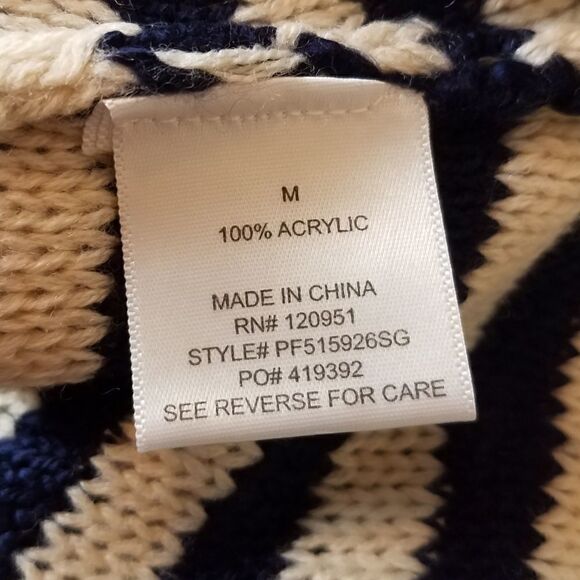 M
100% ACRYLIC
MADE IN CHINA
RN# 120951
STYLE# PF515926SG
PO# 419392
SEE REVERSE FOR CARE